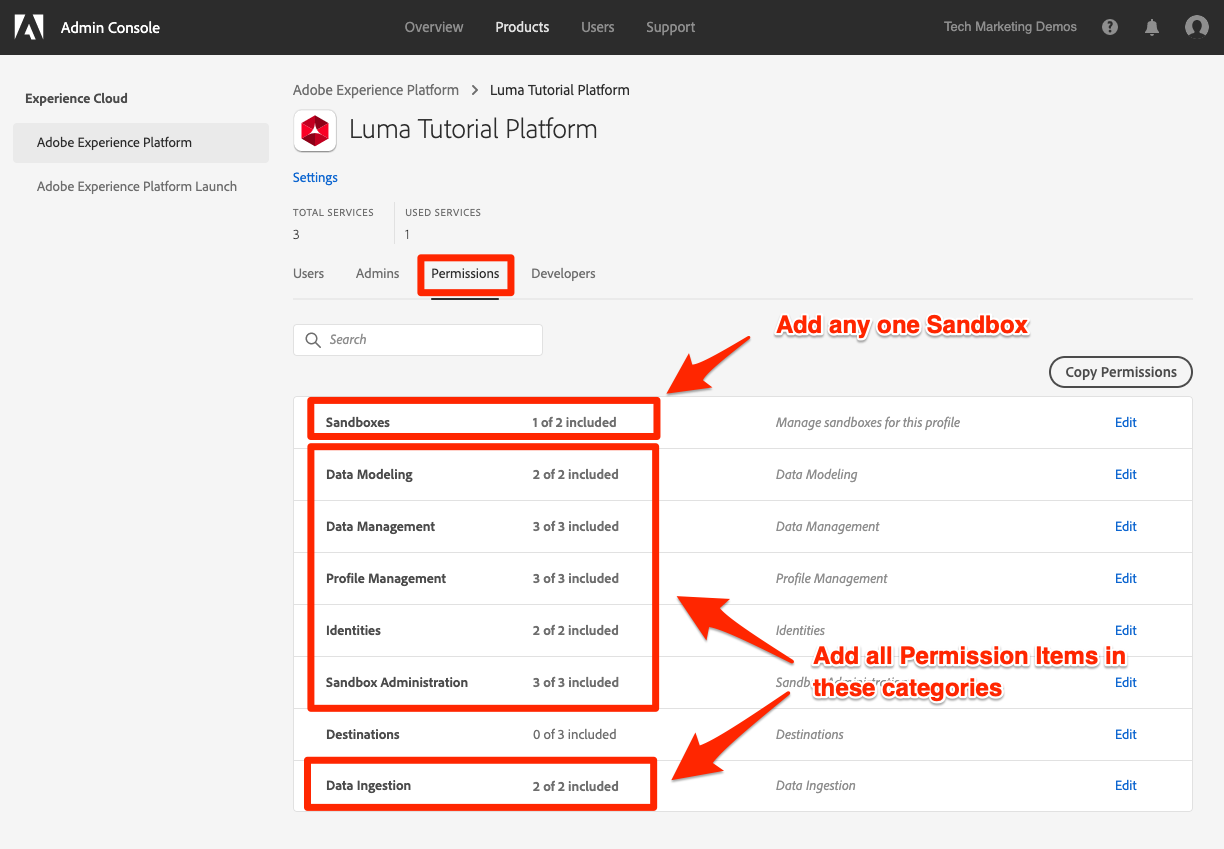 Admin Console
Overview Products Users Support
Tech Marketing Demos
Experience Cloud
Adobe Experience Platform
Adobe Experience Platform Launch
Adobe Experience Platform > Luma Tutorial Platform
Luma Tutorial Platform
Settings
TOTAL SERVICES USED SERVICES
3 1
Users Admins Permissions Developers
Search
Add any one Sandbox
Copy Permissions
Sandboxes 1 of 2 included Manage sandboxes for this profile Edit
Data Modeling 2 of 2 included Data Modeling Edit
Data Management 3 of 3 included Data Management Edit
Profile Management 3 of 3 included Profile Management Edit
Identities 2 of 2 included Identities Edit
Add all Permission Items in
these categories
Sandbox Administration 3 of 3 included Sandbox Administration Edit
Destinations 0 of 3 included Destinations Edit
Data Ingestion 2 of 2 included Data Ingestion Edit